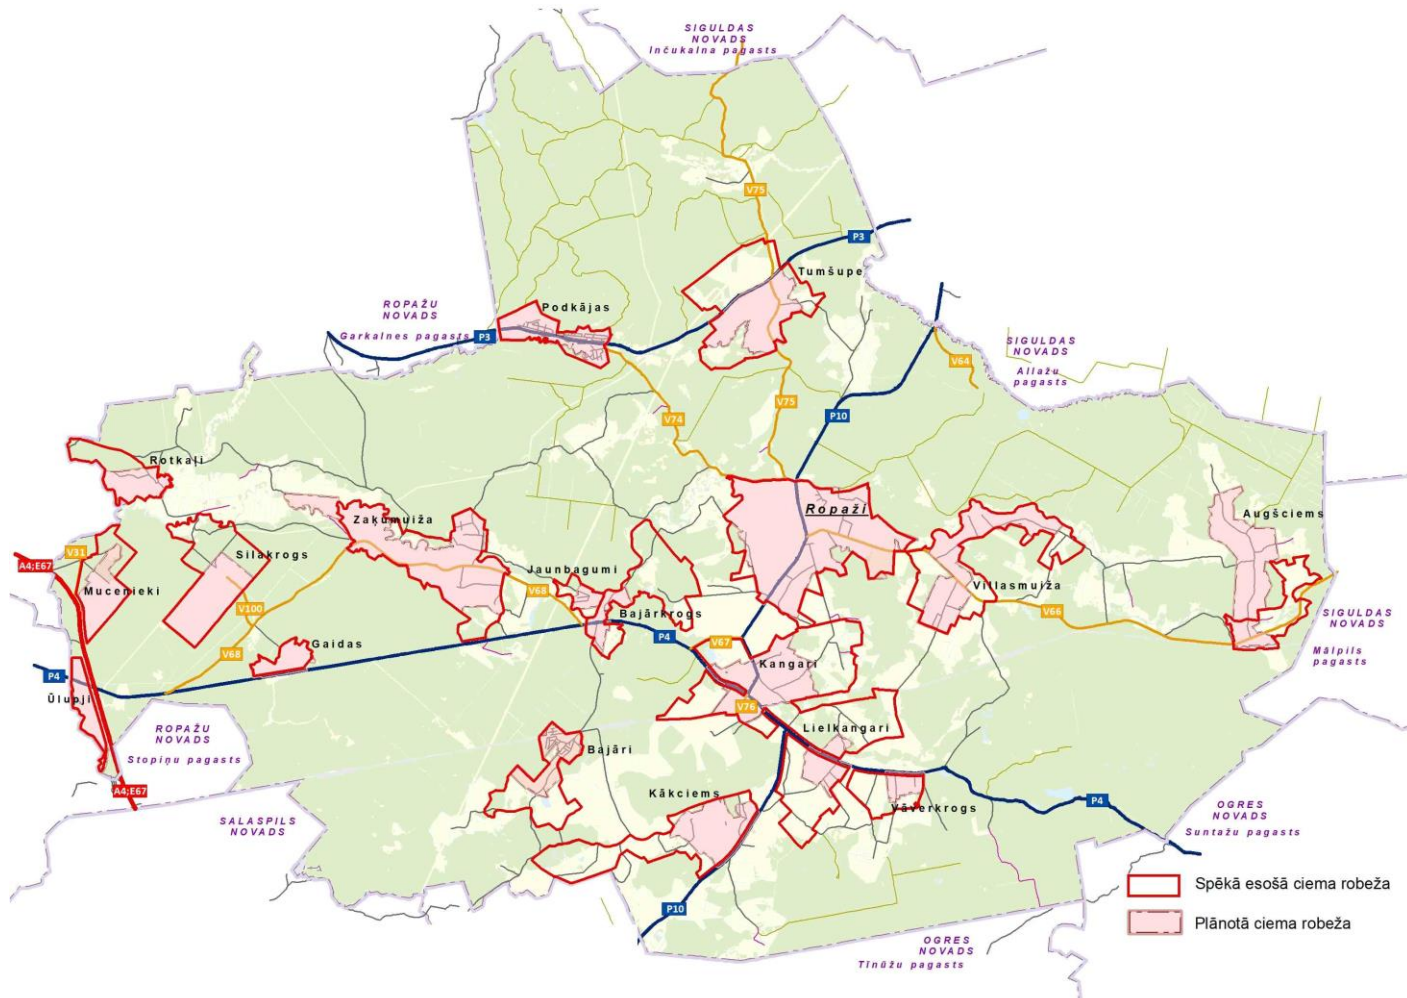 SIGULDAS
NOVADS
Inčukalna pagasts
V75
P3
Tumšupe
ROPAŽU
NOVADS
Garkalnes pagasts
P3
Podkājas
SIGULDAS
NOVADS
Allažu
pagasts
V64
V74
V75
P10
Rotkaļi
Zaķumuiža
Ropaži
Augšciems
Silakrogs
V31
A4;E67
Mucenieki
Jaunbagumi
V68
Villasmuiža
V100
Bajārkrogs
V66
SIGULDAS
NOVADS
Mālpils
pagasts
P4
V67
Gaidas
V68
Kangari
P4
Ūlupji
V76
ROPAŽU
NOVADS
Stopiņu pagasts
Lielkangari
Bajāri
A4;E67
Kākciems
P4
Vāverkrogs
OGRES
NOVADS
Suntažu pagasts
SALASPILS
NOVADS
P10
OGRES
NOVADS
Tīnūžu pagasts
Spēkā esošā ciema robeža
Plānotā ciema robeža